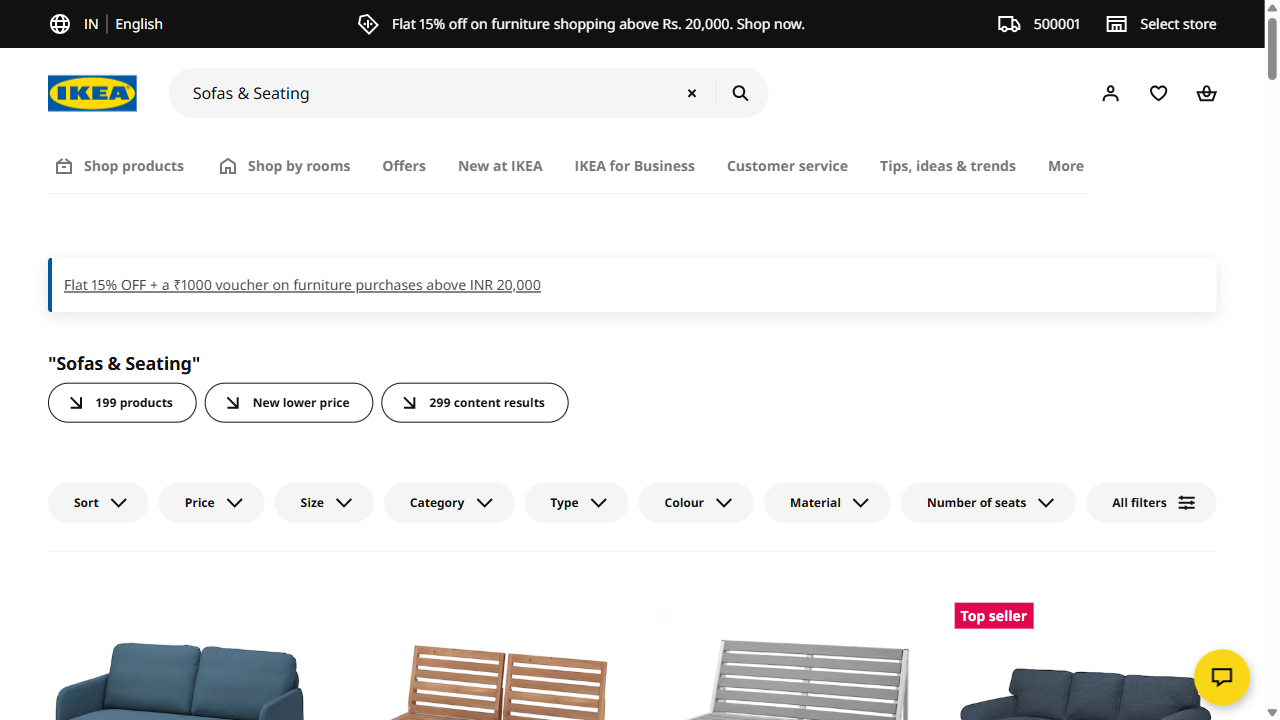 IN | English
Flat 15% off on furniture shopping above Rs. 20,000. Shop now.
500001
Select store
IKEA
Sofas & Seating
Shop products
Shop by rooms
Offers
New at IKEA
IKEA for Business
Customer service
Tips, ideas & trends
More
Flat 15% OFF + a ₹1000 voucher on furniture purchases above INR 20,000
"Sofas & Seating"
199 products
New lower price
299 content results
Sort
Price
Size
Category
Type
Colour
Material
Number of seats
All filters
Top seller